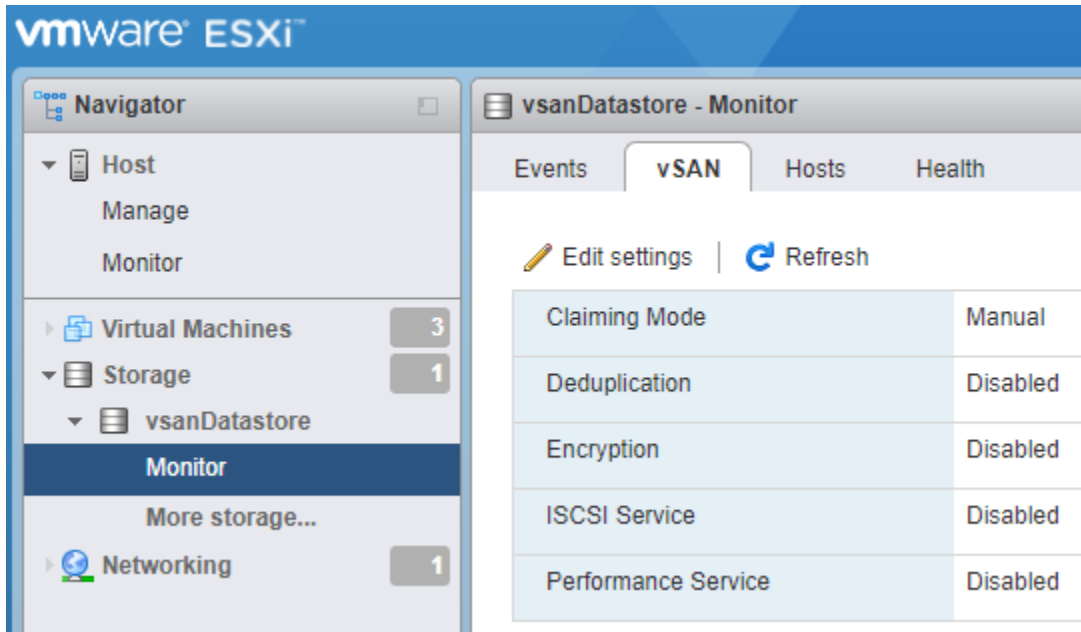 vmware® ESXi™
Navigator
Host
Manage
Monitor
Virtual Machines 3
Storage 1
vsanDatastore
Monitor
More storage...
Networking 1
vsanDatastore - Monitor
Events vSAN Hosts Health
Edit settings | Refresh
Claiming Mode Manual
Deduplication Disabled
Encryption Disabled
ISCSI Service Disabled
Performance Service Disabled